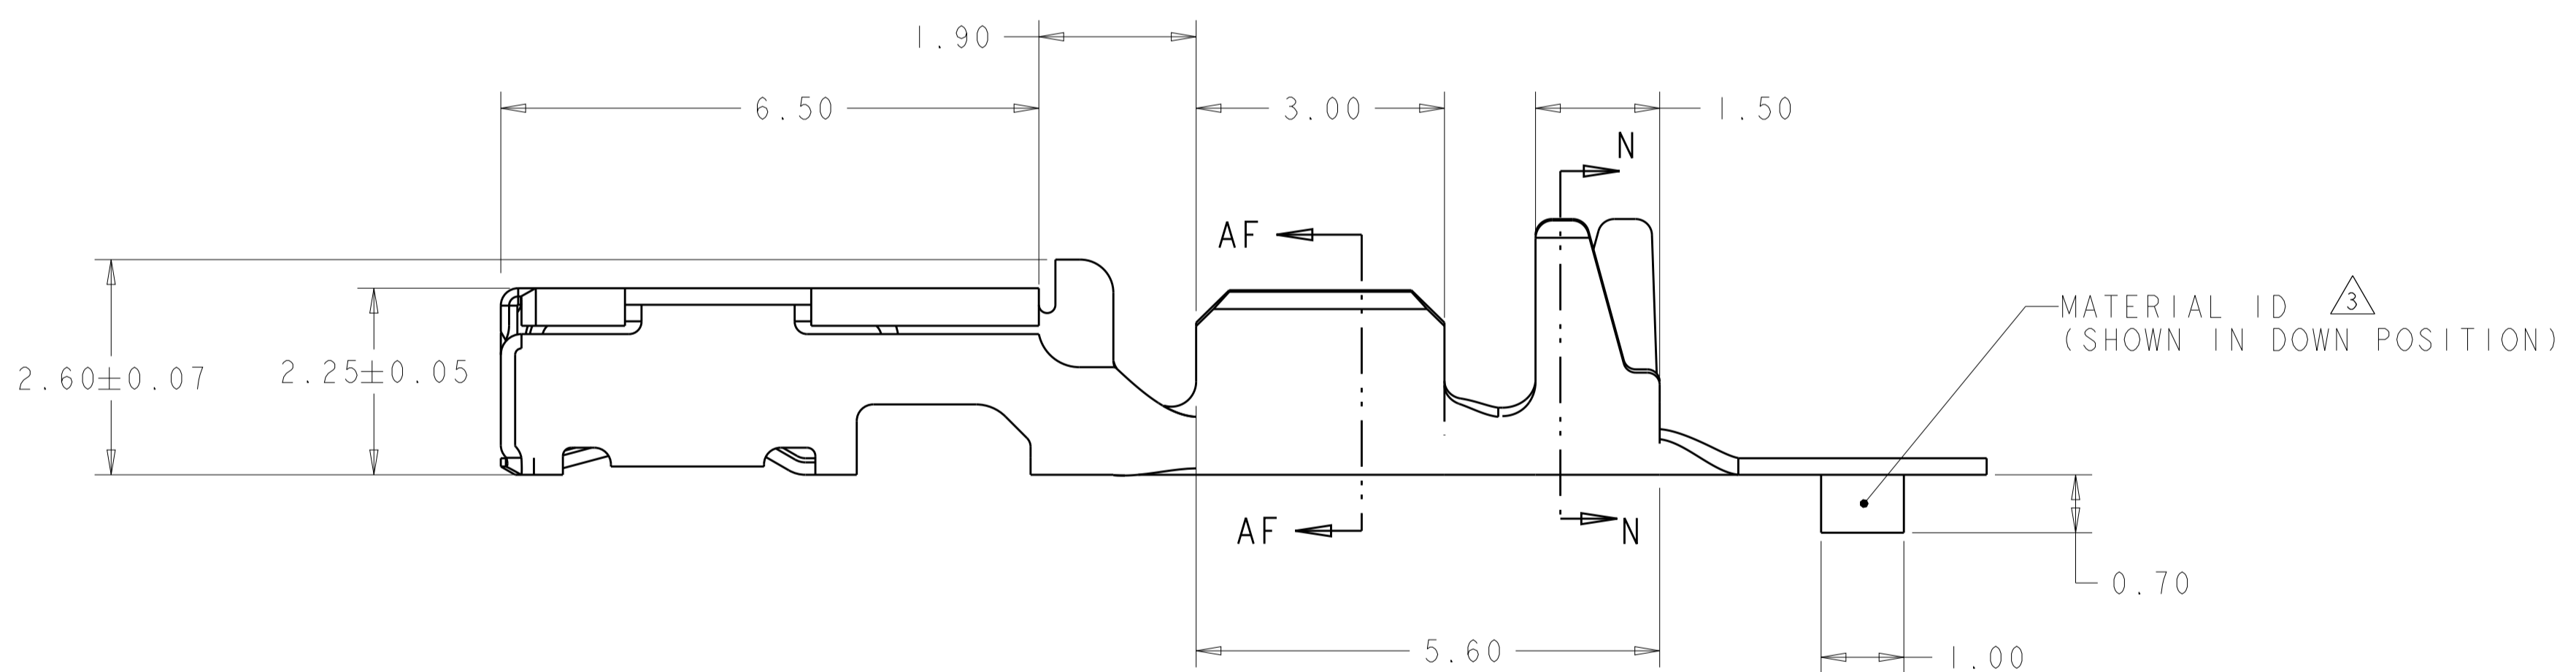 1.90
6.50
3.00
1.50
N
AF
MATERIAL ID 3
(SHOWN IN DOWN POSITION)
2.60±0.07
2.25±0.05
AF
N
0.70
5.60
1.00